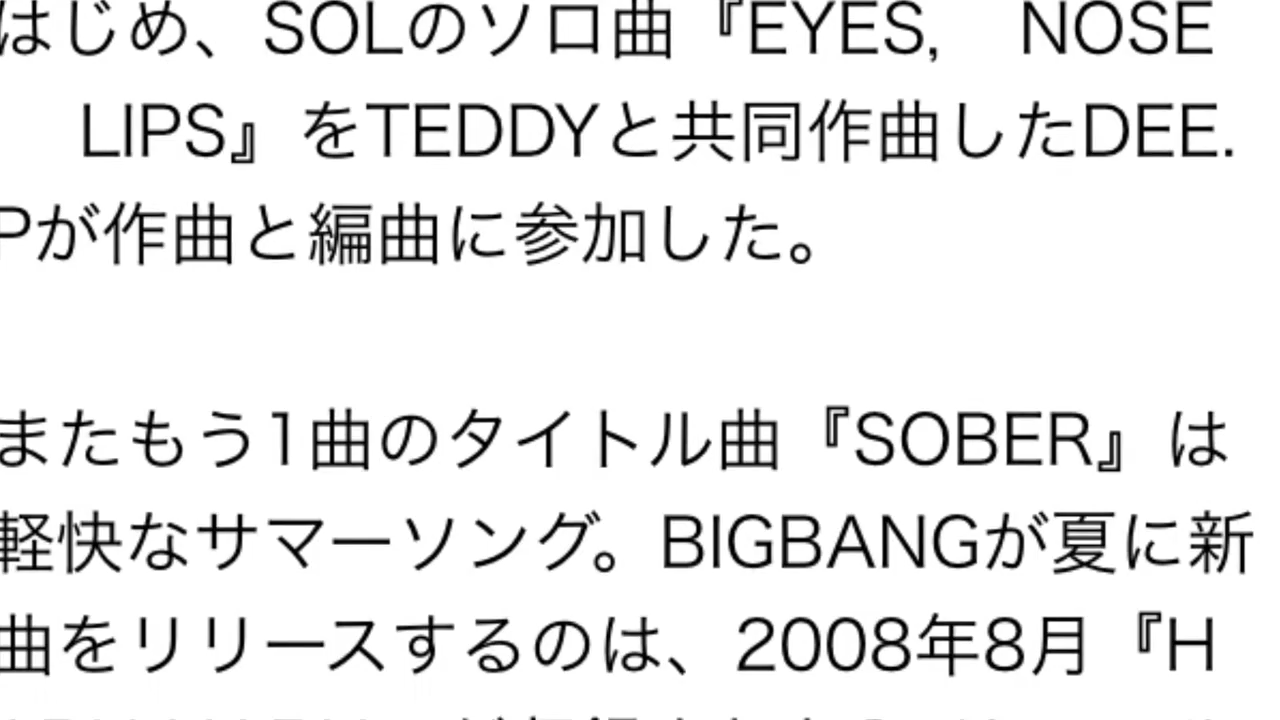 はじめ、SOLのソロ曲『EYES,　NOSE
LIPS』をTEDDYと共同作曲したDEE.
Pが作曲と編曲に参加した。
またもう1曲のタイトル曲『SOBER』は
軽快なサマーソング。BIGBANGが夏に新
曲をリリースするのは、2008年8月『H